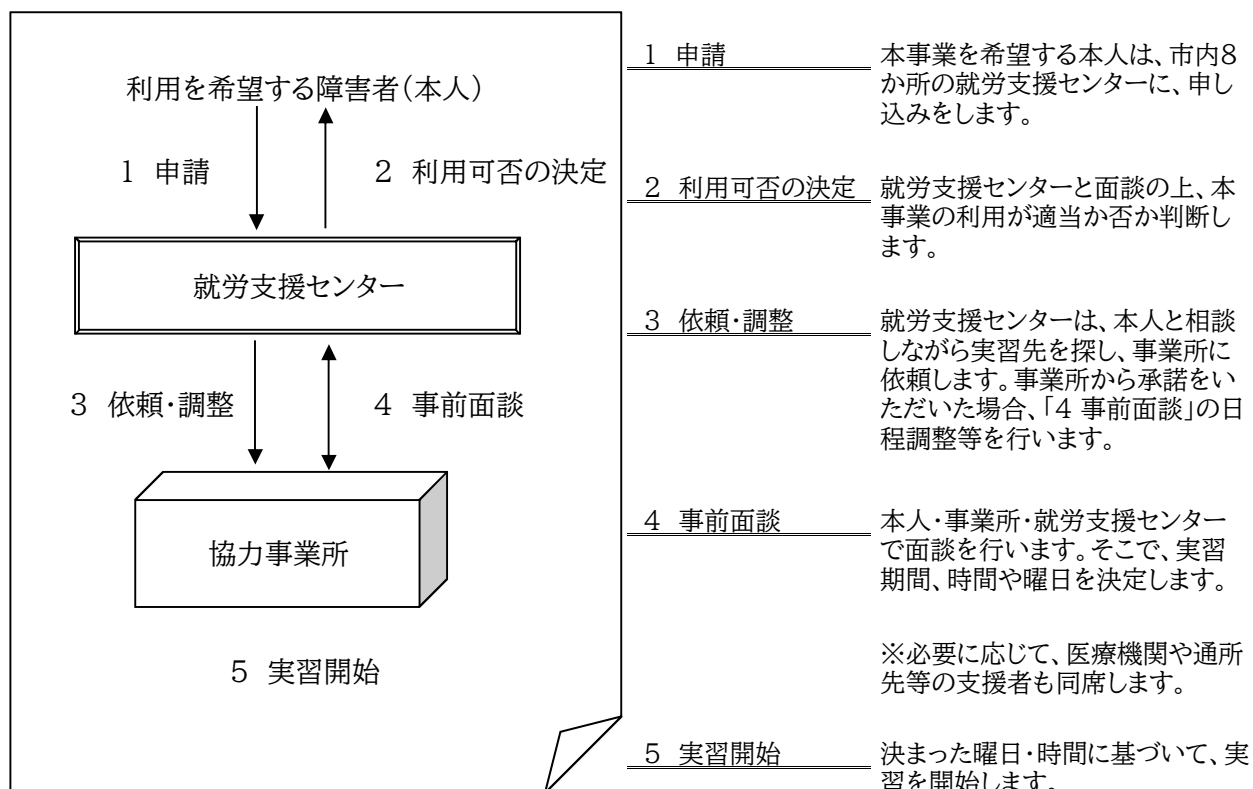 利用を希望する障害者(本人)
1 申請
2 利用可否の決定
就労支援センター
3 依頼・調整
4 事前面談
協力事業所
5 実習開始
1 申請
本事業を希望する本人は、市内8
か所の就労支援センターに、申し
込みをします。
2 利用可否の決定
就労支援センターと面談の上、本
事業の利用が適当か否か判断し
ます。
3 依頼・調整
就労支援センターは、本人と相談
しながら実習先を探し、事業所に
依頼します。事業所から承諾をい
ただいた場合、「4 事前面談」の日
程調整等を行います。
4 事前面談
本人・事業所・就労支援センター
で面談を行います。そこで、実習
期間、時間や曜日を決定します。
※必要に応じて、医療機関や通所
先等の支援者も同席します。
5 実習開始
決まった曜日・時間に基づいて、実
習を開始します。